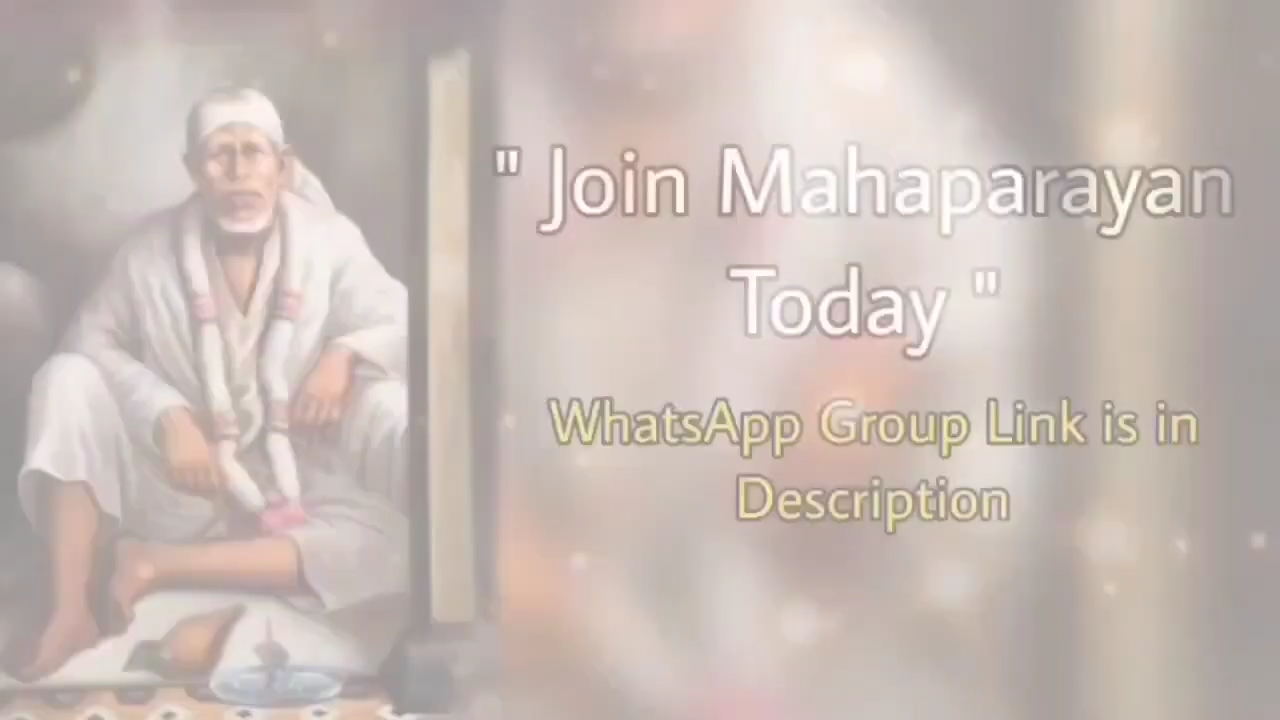 " Join Mahaparayan
Today "
WhatsApp Group Link is in
Description